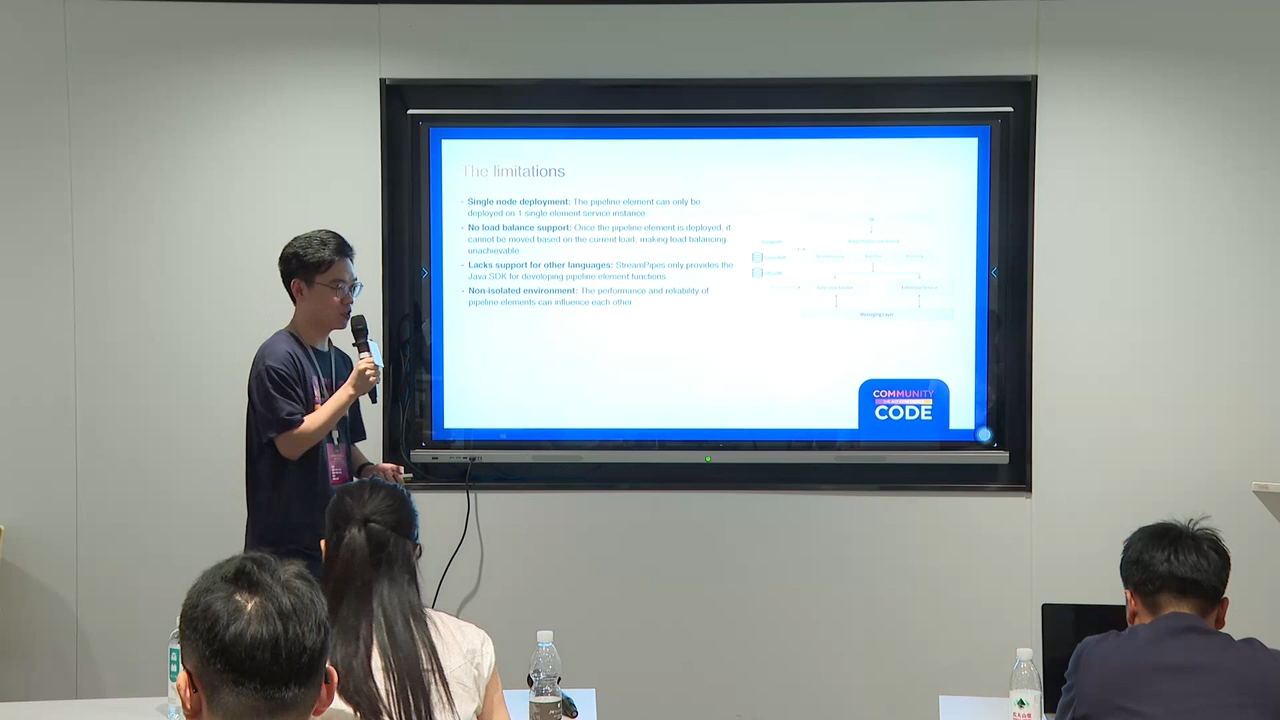 The limitations
- Single node deployment: The pipeline element can only be
deployed on 1 single element service instance
- No load balance support: Once the pipeline element is deployed, it
cannot be moved based on the current load, making load balancing
unachievable
- Lacks support for other languages: StreamPipes only provides the
Java SDK for developing pipeline element functions
- Non-isolated environment: The performance and reliability of
pipeline elements can influence each other
Messaging Layer
COMMUNITY
CODE